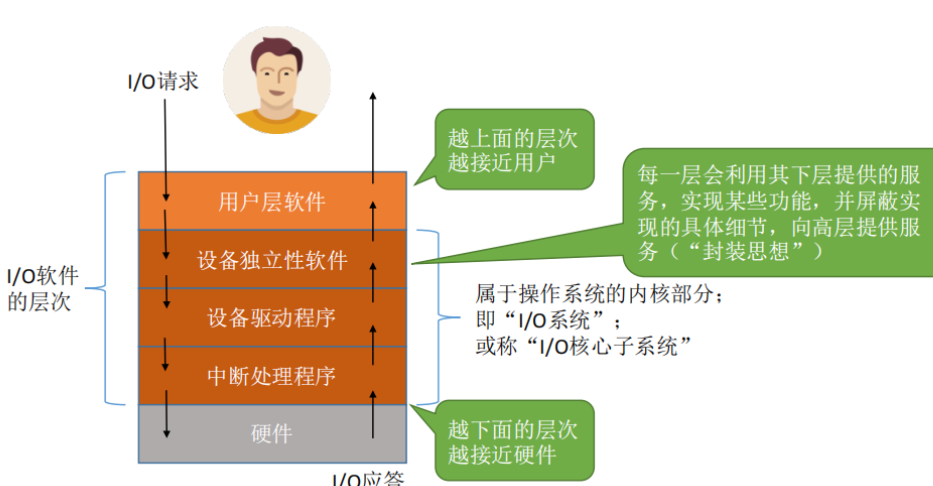 I/O请求
越上面的层次
越接近用户
每一层会利用其下层提供的服
务，实现某些功能，并屏蔽实
现的具体细节，向高层提供服
务（“封装思想”）
用户层软件
设备独立性软件
I/O软件
的层次
属于操作系统的内核部分；
即“I/O系统”；
或称“I/O核心子系统”
设备驱动程序
中断处理程序
硬件
越下面的层次
越接近硬件
I/O应答